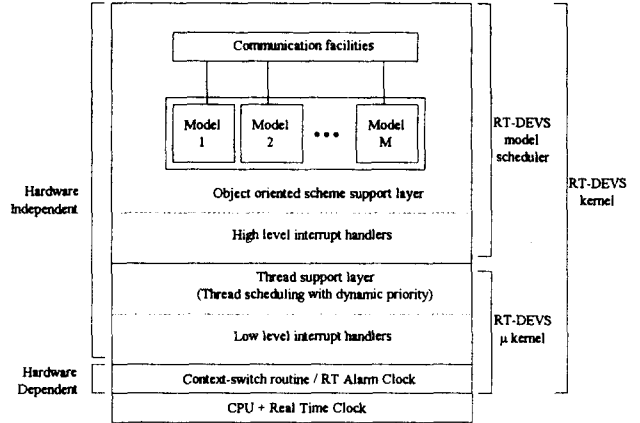 Communication facilities
Model
1
Model
2
•••
Model
M
RT-DEVS
model
scheduler
Object oriented scheme support layer
Hardware
Independent
RT-DEVS
kernel
High level interrupt handlers
Thread support layer
(Thread scheduling with dynamic priority)
RT-DEVS
μ kernel
Low level interrupt handlers
Hardware
Dependent
Context-switch routine / RT Alarm Clock
CPU + Real Time Clock